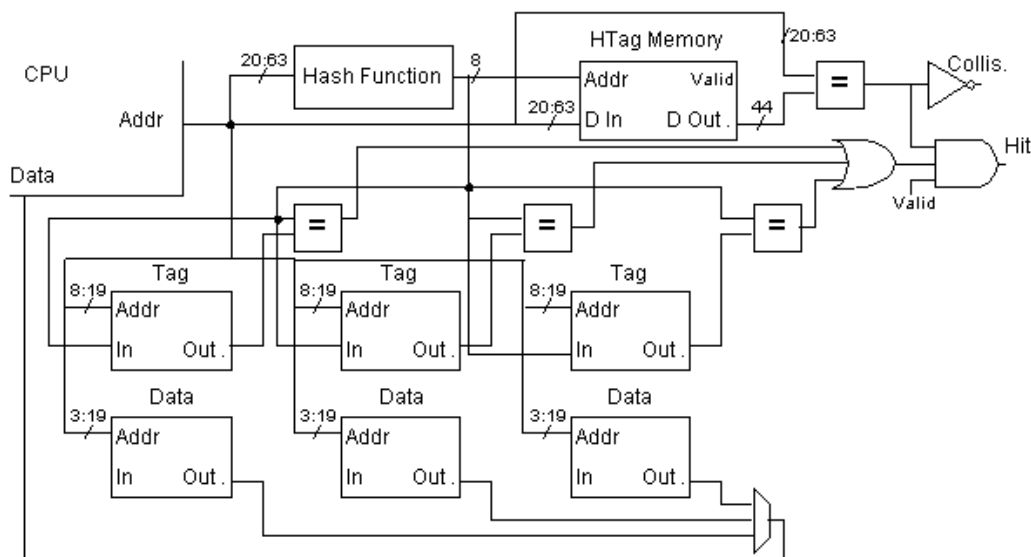 20:63
Hash Function
8
HTag Memory
Addr
Valid
D In
D Out .
20:63
44
20:63
=
Collis.
CPU
Addr
Data
Hit
Valid
=
=
=
Tag
8:19
Addr
In
Out .
Tag
8:19
Addr
In
Out .
Tag
8:19
Addr
In
Out .
Data
3:19
Addr
In
Out .
Data
3:19
Addr
In
Out .
Data
3:19
Addr
In
Out .